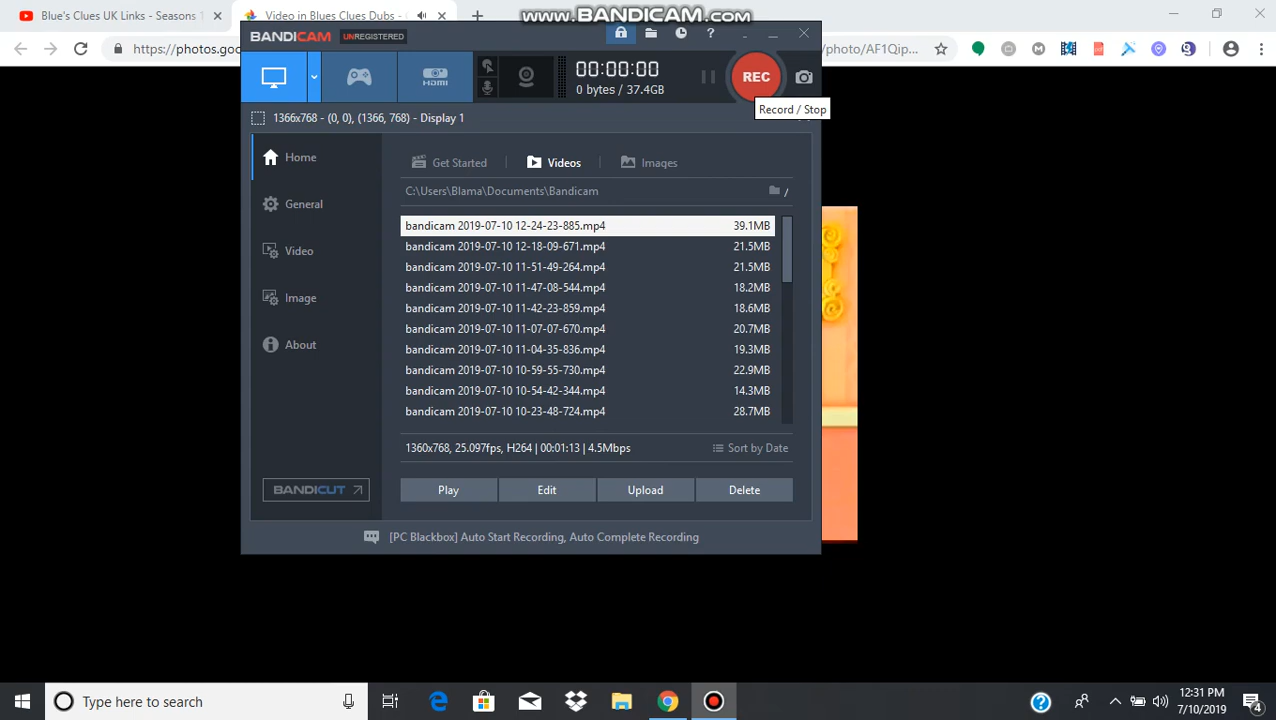 Blue's Clues UK Links - Seasons 1
Video in Blues Clues Dubs -
www.BANDICAM.com
https://photos.goo
photo/AF1Qip...
BANDICAM UNREGISTERED
?
HDMI
00:00:00
0 bytes / 37.4GB
REC
Record / Stop
1366x768 - (0, 0), (1366, 768) - Display 1
Home
General
Video
Image
About
BANDICUT
Get Started
Videos
Images
C:\Users\Blama\Documents\Bandicam
/
bandicam 2019-07-10 12-24-23-885.mp4 39.1MB
bandicam 2019-07-10 12-18-09-671.mp4 21.5MB
bandicam 2019-07-10 11-51-49-264.mp4 21.5MB
bandicam 2019-07-10 11-47-08-544.mp4 18.2MB
bandicam 2019-07-10 11-42-23-859.mp4 18.6MB
bandicam 2019-07-10 11-07-07-670.mp4 20.7MB
bandicam 2019-07-10 11-04-35-836.mp4 19.3MB
bandicam 2019-07-10 10-59-55-730.mp4 22.9MB
bandicam 2019-07-10 10-54-42-344.mp4 14.3MB
bandicam 2019-07-10 10-23-48-724.mp4 28.7MB
1360x768, 25.097fps, H264 | 00:01:13 | 4.5Mbps
Sort by Date
Play
Edit
Upload
Delete
[PC Blackbox] Auto Start Recording, Auto Complete Recording
Type here to search
12:31 PM
7/10/2019
4